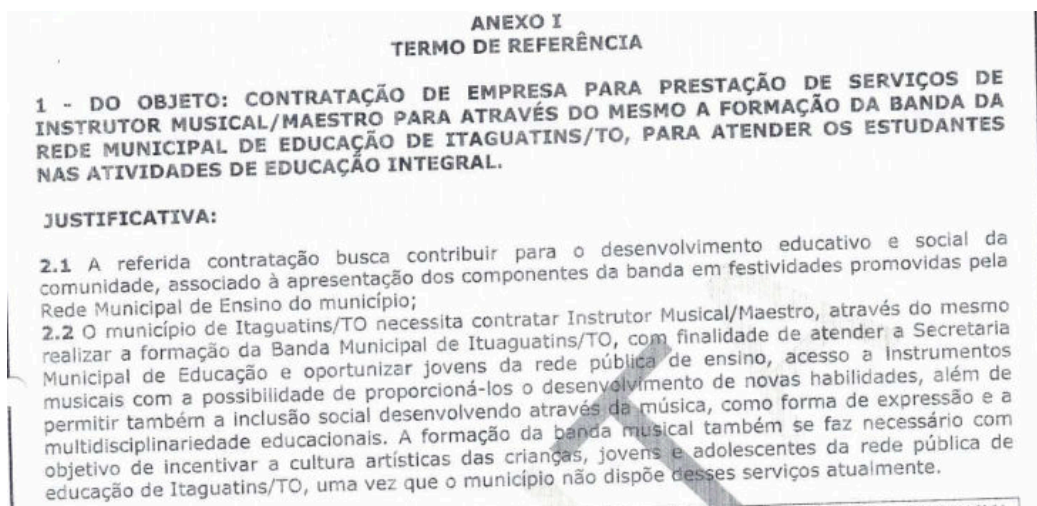 ANEXO I
TERMO DE REFERÊNCIA
1 - DO OBJETO: CONTRATAÇÃO DE EMPRESA PARA PRESTAÇÃO DE SERVIÇOS DE
INSTRUTOR MUSICAL/MAESTRO PARA ATRAVÉS DO MESMO A FORMAÇÃO DA BANDA DA
REDE MUNICIPAL DE EDUCAÇÃO DE ITAGUATINS/TO, PARA ATENDER OS ESTUDANTES
NAS ATIVIDADES DE EDUCAÇÃO INTEGRAL.
JUSTIFICATIVA:
2.1 A referida contratação busca contribuir para o desenvolvimento educativo e social da
comunidade, associado à apresentação dos componentes da banda em festividades promovidas pela
Rede Municipal de Ensino do município;
2.2 O município de Itaguatins/TO necessita contratar Instrutor Musical/Maestro, através do mesmo
realizar a formação da Banda Municipal de Ituaguatins/TO, com finalidade de atender a Secretaria
Municipal de Educação e oportunizar jovens da rede pública de ensino, acesso a Instrumentos
musicais com a possibilidade de proporcioná-los o desenvolvimento de novas habilidades, além de
permitir também a inclusão social desenvolvendo através da música, como forma de expressão e a
multidisciplinariedade educacionais. A formação da banda musical também se faz necessário com
objetivo de incentivar a cultura artísticas das crianças, jovens e adolescentes da rede pública de
educação de Itaguatins/TO, uma vez que o município não dispõe desses serviços atualmente.